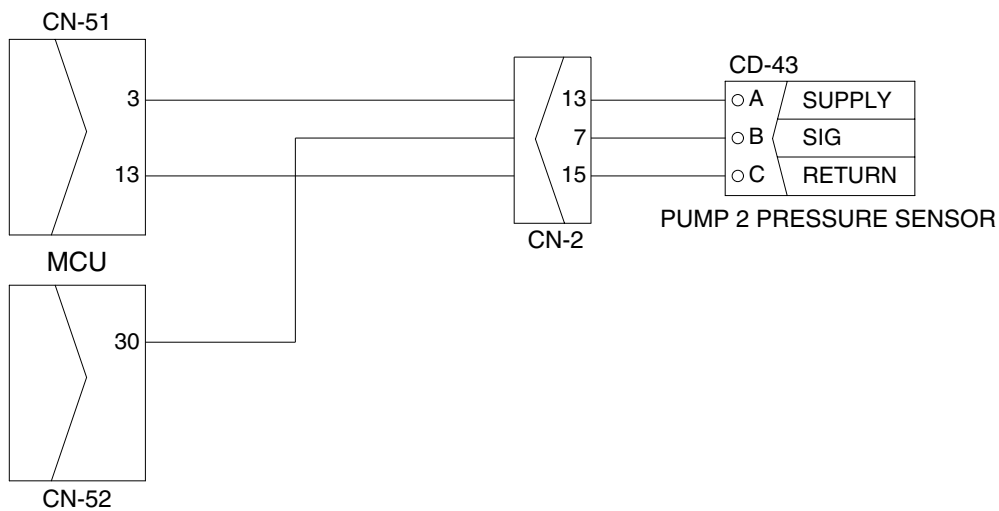 CN-51
3
13
MCU
30
CN-52
13
7
15
CN-2
CD-43
A SUPPLY
B SIG
C RETURN
PUMP 2 PRESSURE SENSOR